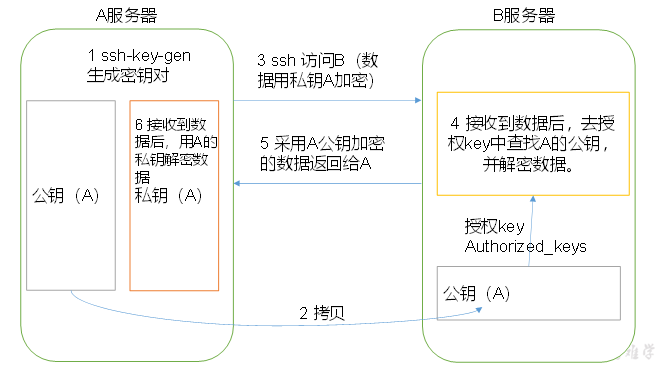 A服务器
B服务器
1 ssh-key-gen
生成密钥对
公钥（A）
6 接收到数
据后，用A的
私钥解密数
据
私钥（A）
3 ssh 访问B（数
据用私钥A加密）
5 采用A公钥加密
的数据返回给A
4 接收到数据后，去授
权key中查找A的公钥，
并解密数据。
授权key
Authorized_keys
公钥（A）
2 拷贝